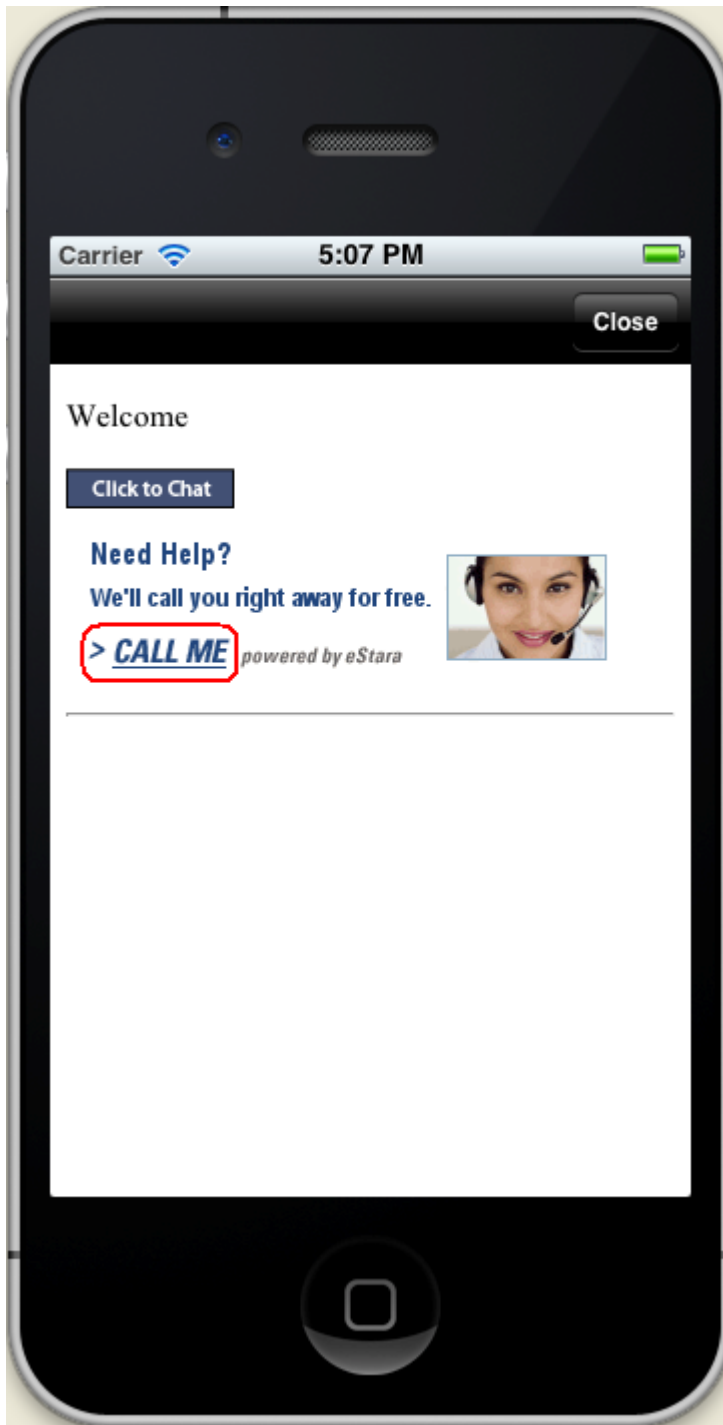 Carrier 5:07 PM
Close
Welcome
Click to Chat
Need Help?
We'll call you right away for free.
> CALL ME powered by eStara